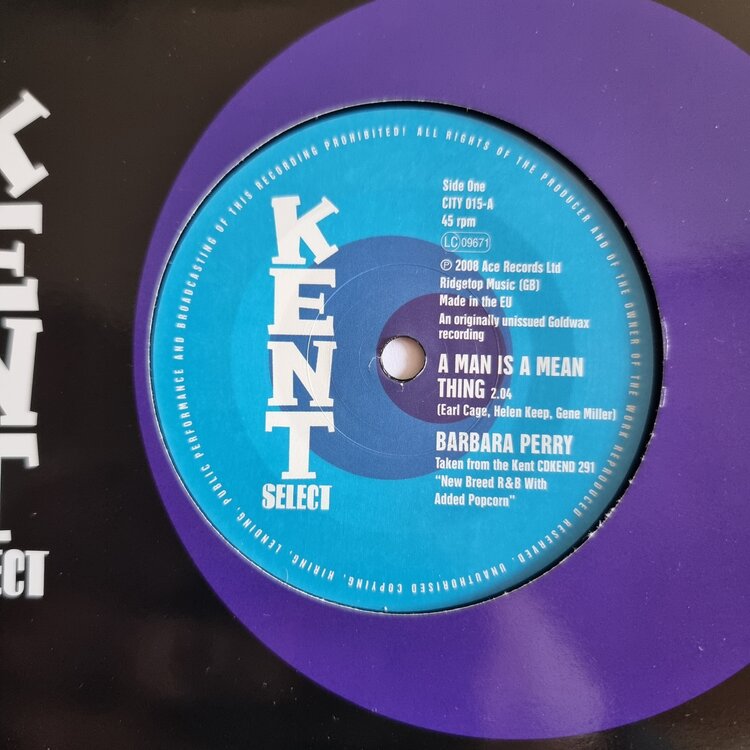 KENT
SELECT
Side One
CITY 015-A
45 rpm
LC 09671
℗ 2008 Ace Records Ltd
Ridgetop Music (GB)
Made in the EU
An originally unissued Goldwax
recording
A MAN IS A MEAN
THING 2.04
(Earl Cage, Helen Keep, Gene Miller)
BARBARA PERRY
Taken from the Kent CDKEND 291
"New Breed R&B With
Added Popcorn"
ALL RIGHTS OF THE PRODUCER AND OF THE OWNER OF THE WORK REPRODUCED RESERVED. UNAUTHORISED COPYING, HIRING, LENDING, PUBLIC PERFORMANCE AND BROADCASTING OF THIS RECORDING PROHIBITED!